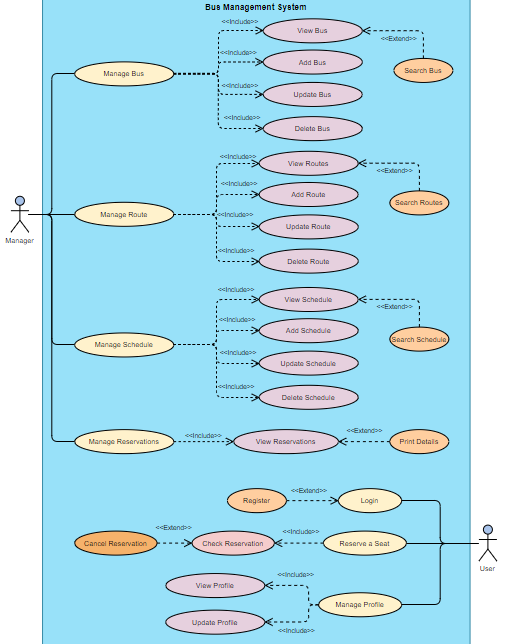 Bus Management System
<<Include>>
View Bus
<<Extend>>
<<Include>>
Add Bus
Manage Bus
Search Bus
<<Include>>
Update Bus
<<Include>>
Delete Bus
<<Include>>
View Routes
<<Extend>>
<<Include>>
Add Route
Search Routes
Manage Route
<<Include>>
Update Route
Manager
<<Include>>
Delete Route
<<Include>>
View Schedule
<<Extend>>
<<Include>>
Add Schedule
Search Schedule
Manage Schedule
<<Include>>
Update Schedule
<<Include>>
Delete Schedule
Manage Reservations
<<Include>>
View Reservations
<<Extend>>
Print Details
Register
<<Extend>>
Login
Cancel Reservation
<<Extend>>
Check Reservation
<<Include>>
Reserve a Seat
User
View Profile
<<Include>>
Manage Profile
Update Profile
<<Include>>